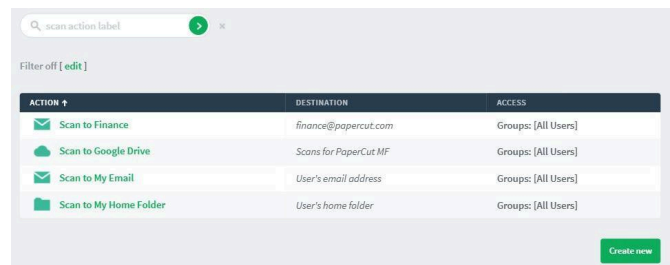 scan action label
Filter off [ edit ]
ACTION ↑ DESTINATION ACCESS
Scan to Finance finance@papercut.com Groups: [All Users]
Scan to Google Drive Scans for PaperCut MF Groups: [All Users]
Scan to My Email User's email address Groups: [All Users]
Scan to My Home Folder User's home folder Groups: [All Users]
Create new